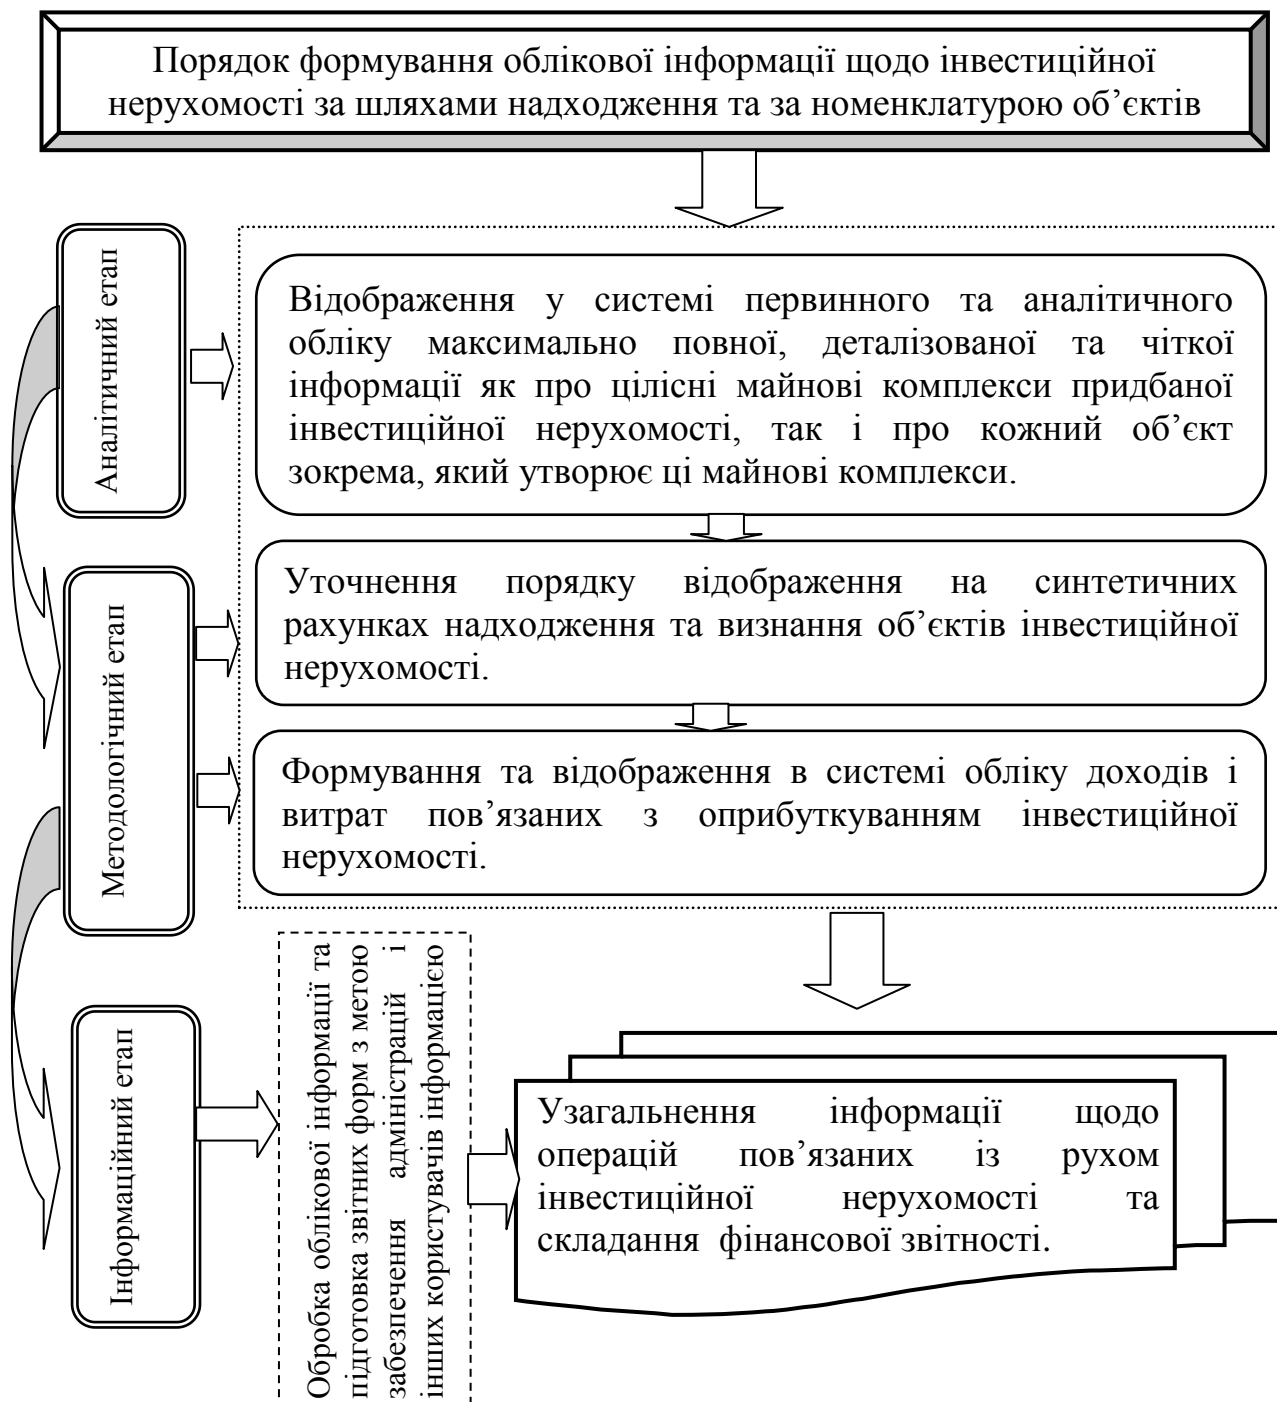 Порядок формування облікової інформації щодо інвестиційної
нерухомості за шляхами надходження та за номенклатурою об’єктів
Аналітичний етап
Відображення у системі первинного та аналітичного
обліку максимально повної, деталізованої та чіткої
інформації як про цілісні майнові комплекси придбаної
інвестиційної нерухомості, так і про кожний об’єкт
зокрема, який утворює ці майнові комплекси.
Методологічний етап
Уточнення порядку відображення на синтетичних
рахунках надходження та визнання об’єктів інвестиційної
нерухомості.
Формування та відображення в системі обліку доходів і
витрат пов’язаних з оприбуткуванням інвестиційної
нерухомості.
Інформаційний етап
Обробка облікової інформації та
підготовка звітних форм з метою
забезпечення адміністрацій і
інших користувачів інформацією
Узагальнення інформації щодо
операцій пов’язаних із рухом
інвестиційної нерухомості та
складання фінансової звітності.